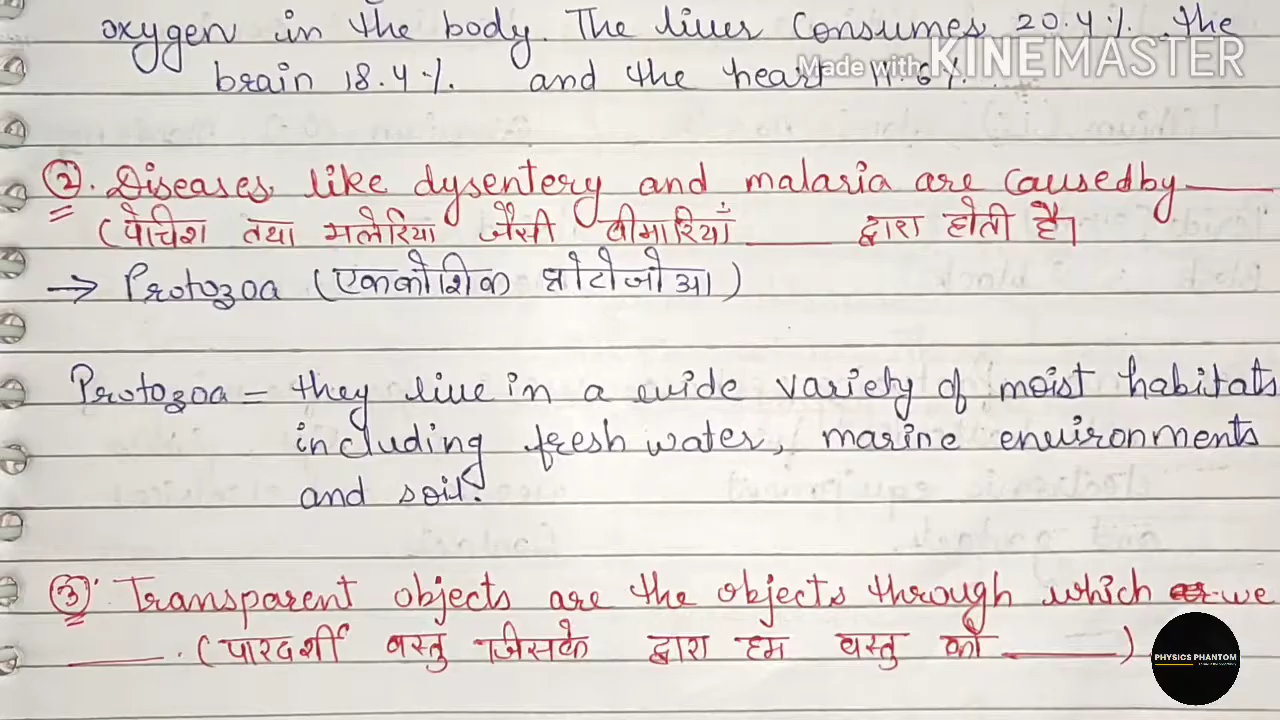 oxygen in the body. The liver consumes 20.4%. the
Made with KINEMASTER
brain 18.4%. and the heart 11.6%.
②. Diseases like dysentery and malaria are caused by ____
(पेचिश तथा मलेरिया जैसी बीमारियाँ ____ द्वारा होती है।
→ Protozoa (एककोशिक प्रोटोजोआ)
Protozoa = they live in a wide variety of moist habitats
including fresh water, marine environments
and soil.
③. Transparent objects are the objects through which we
____. (पारदर्शी वस्तु जिसके द्वारा हम वस्तु को ____)
PHYSICS PHANTOM